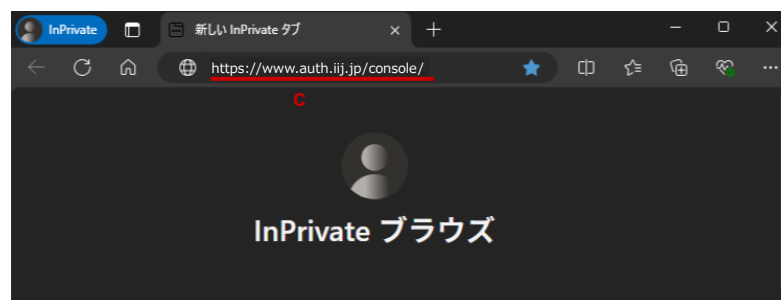 InPrivate
新しい InPrivate タブ
https://www.auth.iij.jp/console/
C
InPrivate ブラウズ